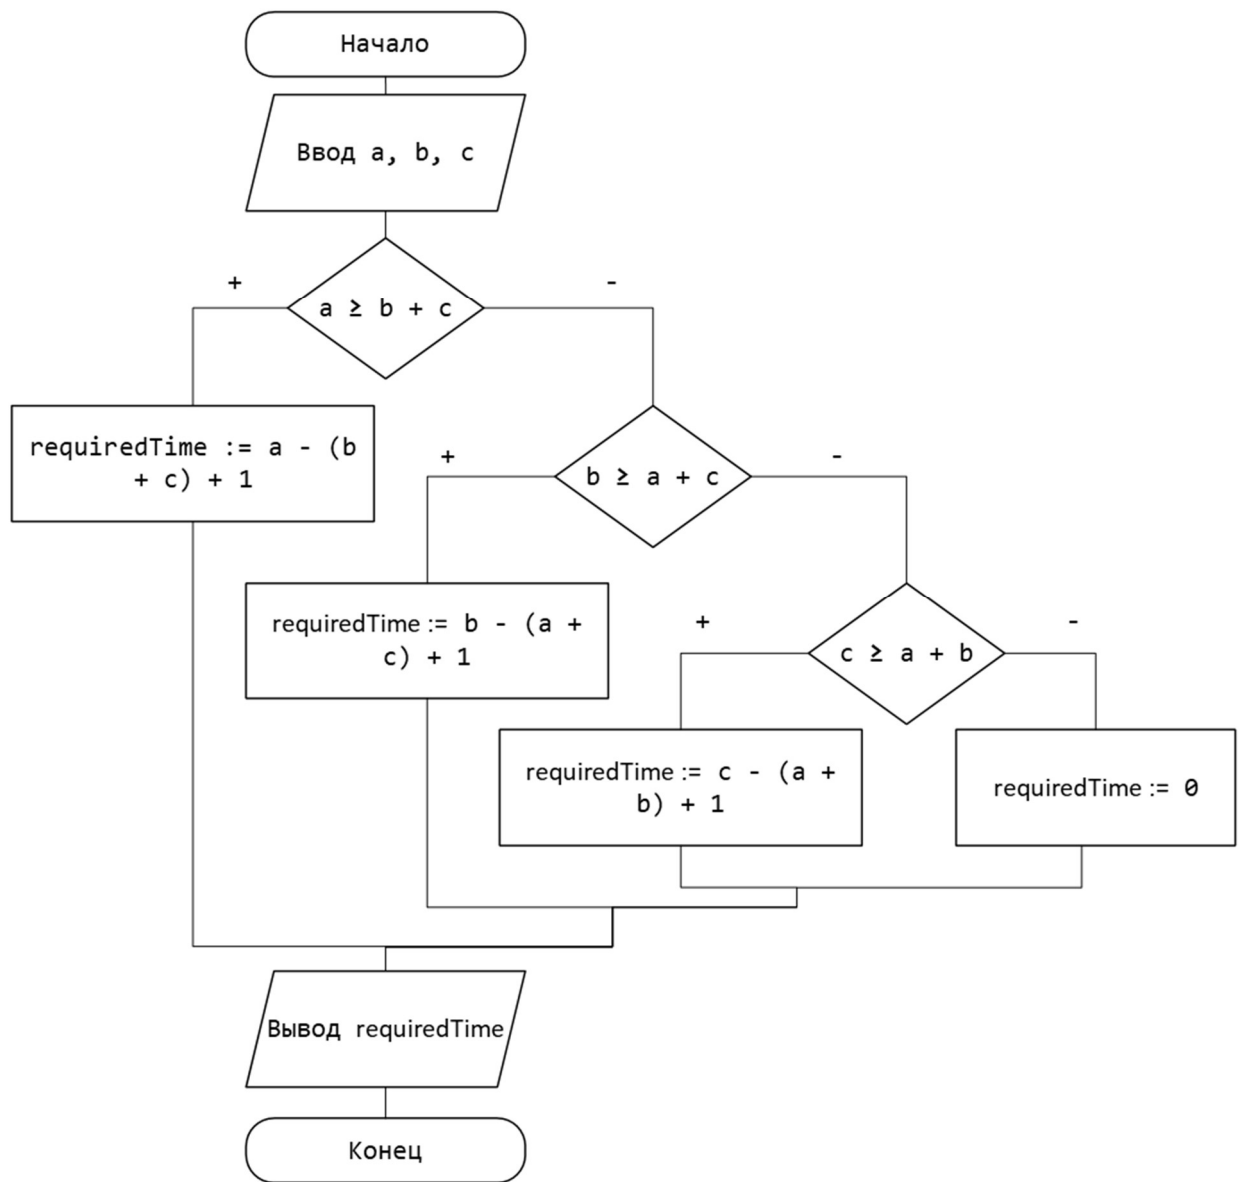 Начало
Ввод a, b, c
+
-
a ≥ b + c
requiredTime := a - (b
+ c) + 1
+
-
b ≥ a + c
requiredTime := b - (a +
c) + 1
+
-
c ≥ a + b
requiredTime := c - (a +
b) + 1
requiredTime := 0
Вывод requiredTime
Конец